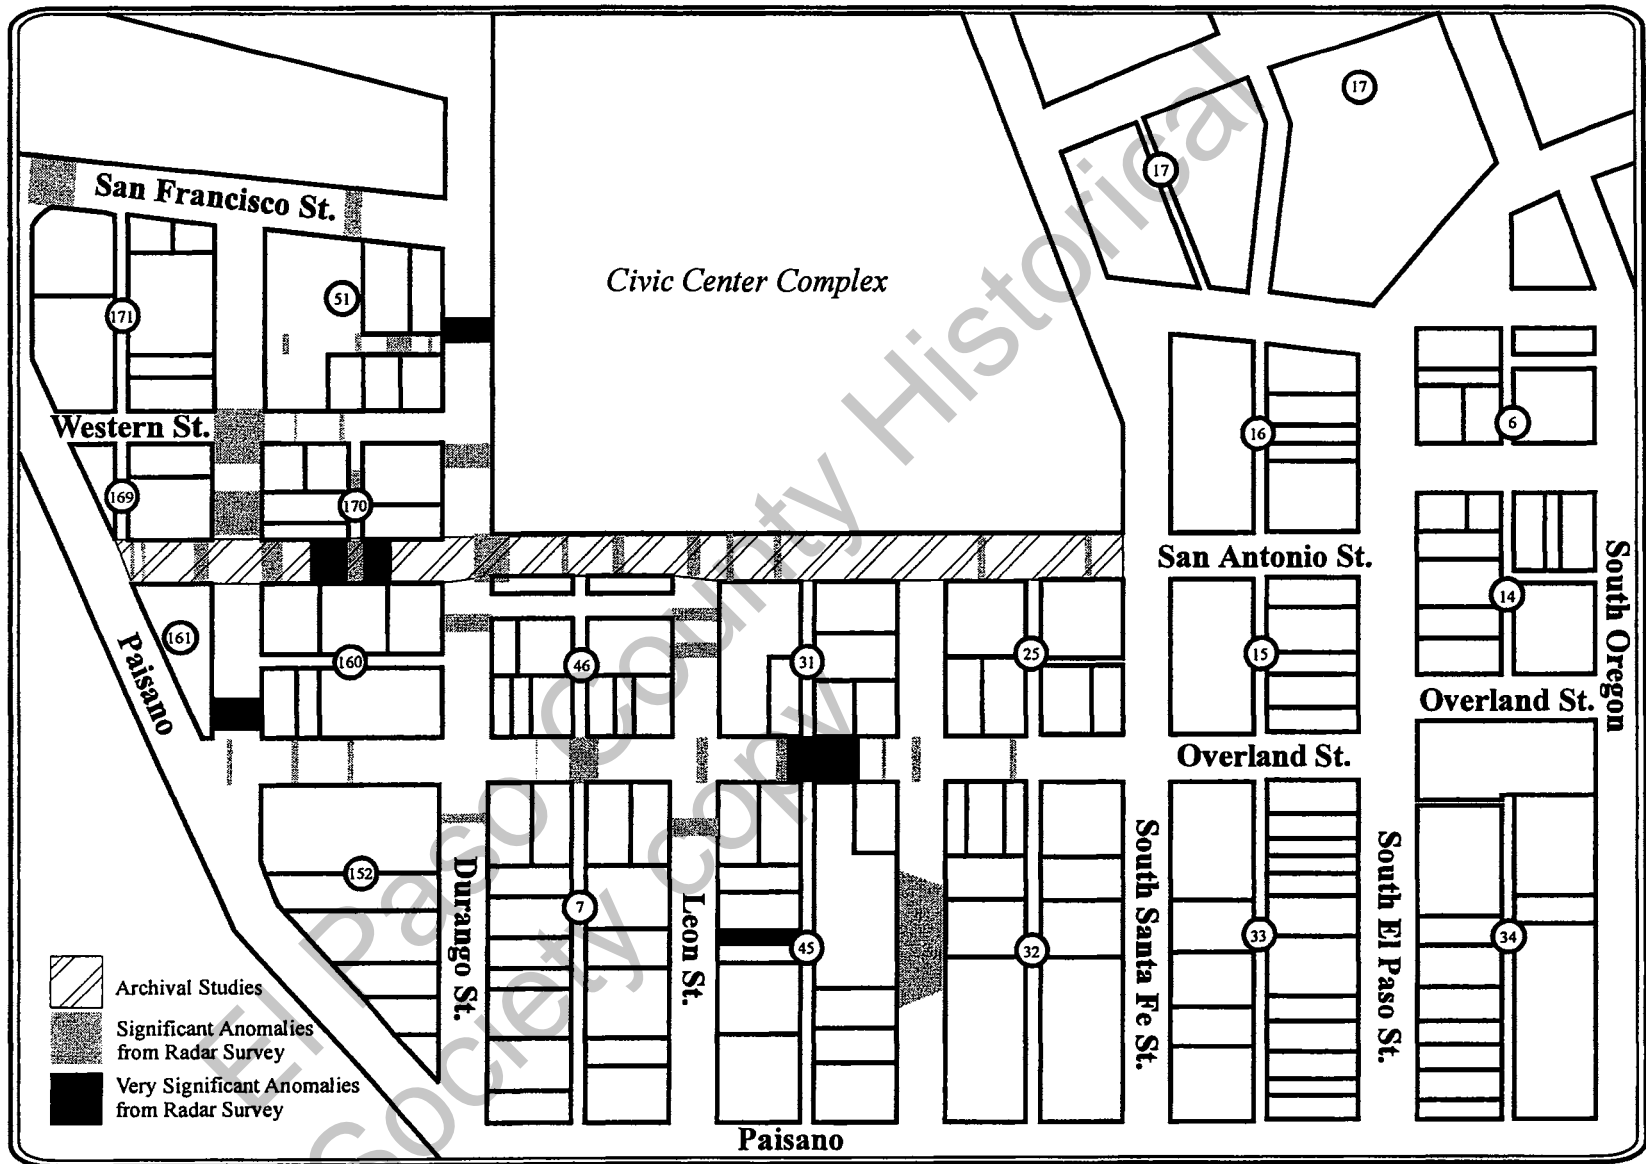 17
17
San Francisco St.
Civic Center Complex
51
171
Western St.
16
6
169
170
San Antonio St.
South Oregon
14
161
Paisano
160
46
31
25
15
Overland St.
Overland St.
152
Durango St.
7
Leon St.
45
32
South Santa Fe St.
33
South El Paso St.
34
Archival Studies
Significant Anomalies
from Radar Survey
Very Significant Anomalies
from Radar Survey
Paisano
El Paso County Historical
Society copy